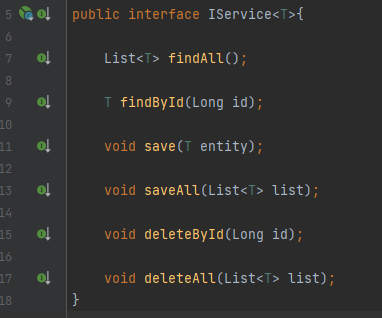 5 public interface IService<T>{
6
7 List<T> findAll();
8
9 T findById(Long id);
10
11 void save(T entity);
12
13 void saveAll(List<T> list);
14
15 void deleteById(Long id);
16
17 void deleteAll(List<T> list);
18 }